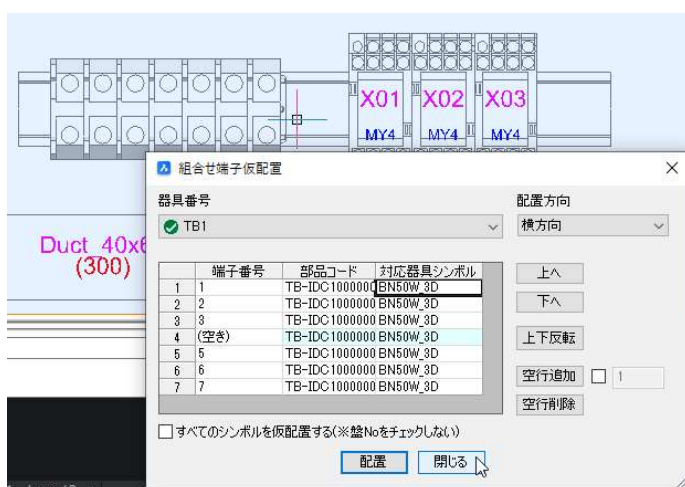 X01 X02 X03
MY4 MY4 MY4
Duct_40x6
(300)
組合せ端子仮配置
器具番号 配置方向
TB1 横方向
端子番号 部品コード 対応器具シンボル
1 1 TB-IDC1000000 BN50W_3D
2 2 TB-IDC1000000 BN50W_3D
3 3 TB-IDC1000000 BN50W_3D
4 (空き) TB-IDC1000000 BN50W_3D
5 5 TB-IDC1000000 BN50W_3D
6 6 TB-IDC1000000 BN50W_3D
7 7 TB-IDC1000000 BN50W_3D
上へ
下へ
上下反転
空行追加 1
空行削除
すべてのシンボルを仮配置する(※盤Noをチェックしない)
配置 閉じる